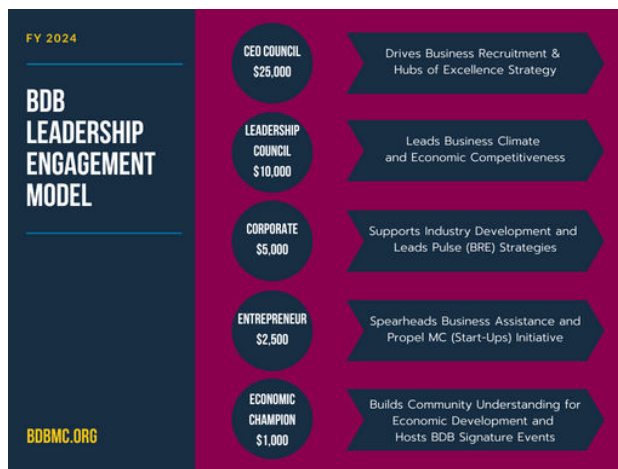 FY 2024
BDB
LEADERSHIP
ENGAGEMENT
MODEL
BDBMC.ORG
CEO COUNCIL
$25,000
Drives Business Recruitment &
Hubs of Excellence Strategy
LEADERSHIP
COUNCIL
$10,000
Leads Business Climate
and Economic Competitiveness
CORPORATE
$5,000
Supports Industry Development and
Leads Pulse (BRE) Strategies
ENTREPRENEUR
$2,500
Spearheads Business Assistance and
Propel MC (Start-Ups) Initiative
ECONOMIC
CHAMPION
$1,000
Builds Community Understanding for
Economic Development and
Hosts BDB Signature Events